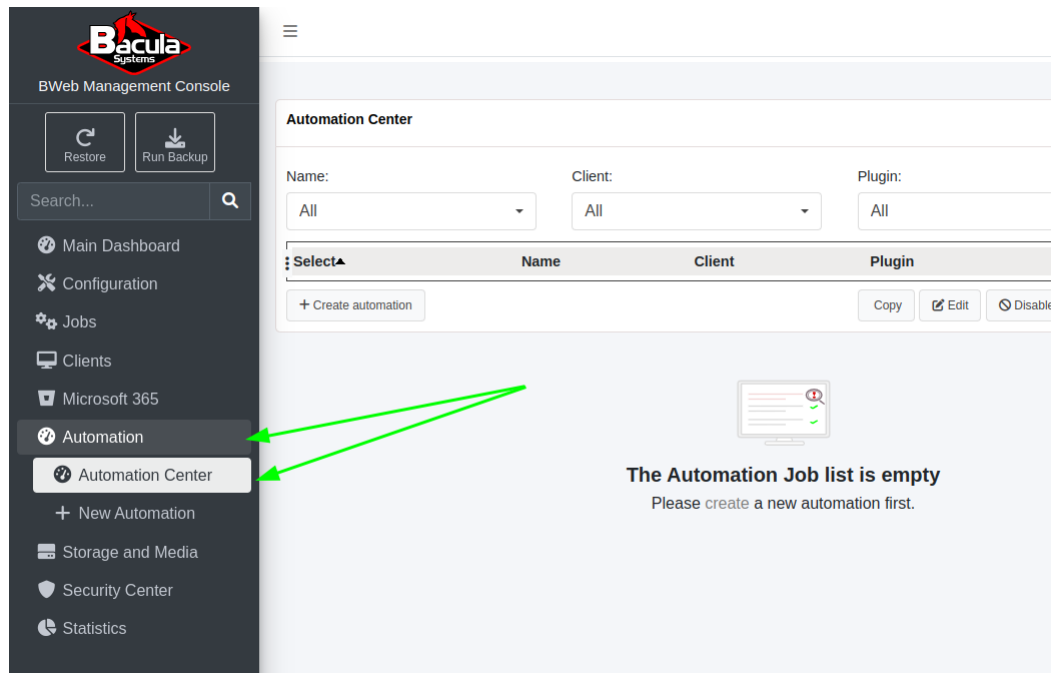 Bacula
Systems
BWeb Management Console
Restore
Run Backup
Search...
Main Dashboard
Configuration
Jobs
Clients
Microsoft 365
Automation
Automation Center
New Automation
Storage and Media
Security Center
Statistics
Automation Center
Name: Client: Plugin:
All All All
Select Name Client Plugin
+ Create automation Copy Edit Disable
The Automation Job list is empty
Please create a new automation first.